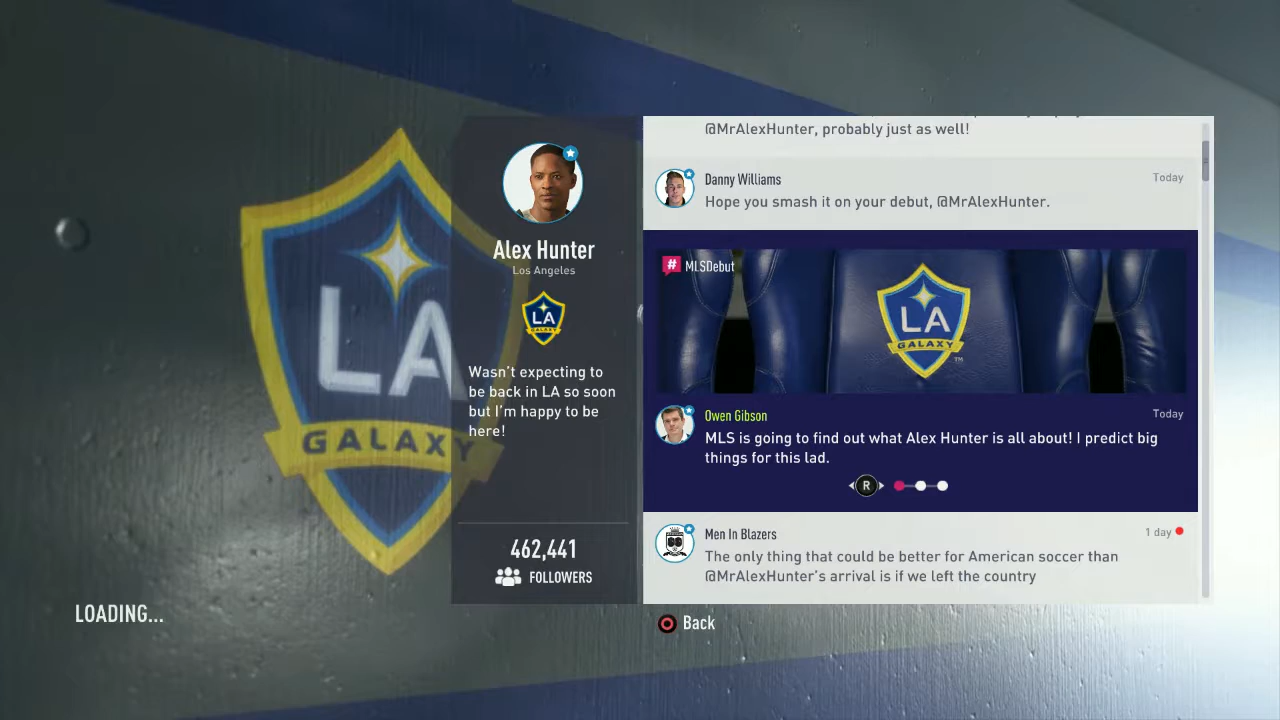 @MrAlexHunter, probably just as well!
Danny Williams
Today
Hope you smash it on your debut, @MrAlexHunter.
Alex Hunter
Los Angeles
LA
GALAXY
Wasn't expecting to
be back in LA so soon
but I'm happy to be
here!
462,441
FOLLOWERS
# MLSDebut
LA
GALAXY
TM
Owen Gibson
Today
MLS is going to find out what Alex Hunter is all about! I predict big
things for this lad.
R
Men In Blazers
1 day
The only thing that could be better for American soccer than
@MrAlexHunter's arrival is if we left the country
LA
GALAXY
LOADING...
Back